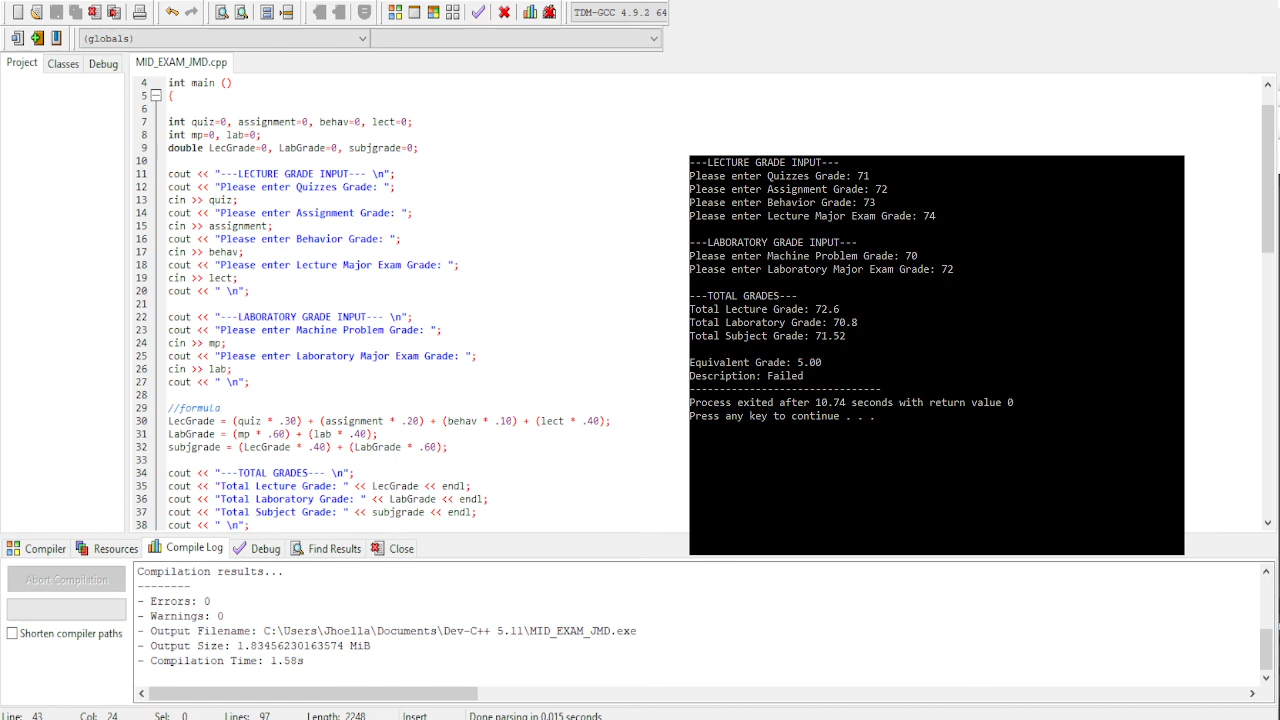 TDM-GCC 4.9.2 64
(globals)
Project Classes Debug MID_EXAM_JMD.cpp
4 int main ()
5 {
6
7 int quiz=0, assignment=0, behav=0, lect=0;
8 int mp=0, lab=0;
9 double LecGrade=0, LabGrade=0, subjgrade=0;
10
11 cout << "---LECTURE GRADE INPUT--- \n";
12 cout << "Please enter Quizzes Grade: ";
13 cin >> quiz;
14 cout << "Please enter Assignment Grade: ";
15 cin >> assignment;
16 cout << "Please enter Behavior Grade: ";
17 cin >> behav;
18 cout << "Please enter Lecture Major Exam Grade: ";
19 cin >> lect;
20 cout << " \n";
21
22 cout << "---LABORATORY GRADE INPUT--- \n";
23 cout << "Please enter Machine Problem Grade: ";
24 cin >> mp;
25 cout << "Please enter Laboratory Major Exam Grade: ";
26 cin >> lab;
27 cout << " \n";
28
29 //formula
30 LecGrade = (quiz * .30) + (assignment * .20) + (behav * .10) + (lect * .40);
31 LabGrade = (mp * .60) + (lab * .40);
32 subjgrade = (LecGrade * .40) + (LabGrade * .60);
33
34 cout << "---TOTAL GRADES--- \n";
35 cout << "Total Lecture Grade: " << LecGrade << endl;
36 cout << "Total Laboratory Grade: " << LabGrade << endl;
37 cout << "Total Subject Grade: " << subjgrade << endl;
38 cout << " \n";
---LECTURE GRADE INPUT---
Please enter Quizzes Grade: 71
Please enter Assignment Grade: 72
Please enter Behavior Grade: 73
Please enter Lecture Major Exam Grade: 74
---LABORATORY GRADE INPUT---
Please enter Machine Problem Grade: 70
Please enter Laboratory Major Exam Grade: 72
---TOTAL GRADES---
Total Lecture Grade: 72.6
Total Laboratory Grade: 70.8
Total Subject Grade: 71.52
Equivalent Grade: 5.00
Description: Failed
--------------------------------
Process exited after 10.74 seconds with return value 0
Press any key to continue . . .
Compiler Resources Compile Log Debug Find Results Close
Abort Compilation
Shorten compiler paths
Compilation results...
--------
- Errors: 0
- Warnings: 0
- Output Filename: C:\Users\Jhoella\Documents\Dev-C++ 5.11\MID_EXAM_JMD.exe
- Output Size: 1.83456230163574 MiB
- Compilation Time: 1.58s
Line: 43 Col: 24 Sel: 0 Lines: 97 Length: 2248 Insert Done parsing in 0.015 seconds